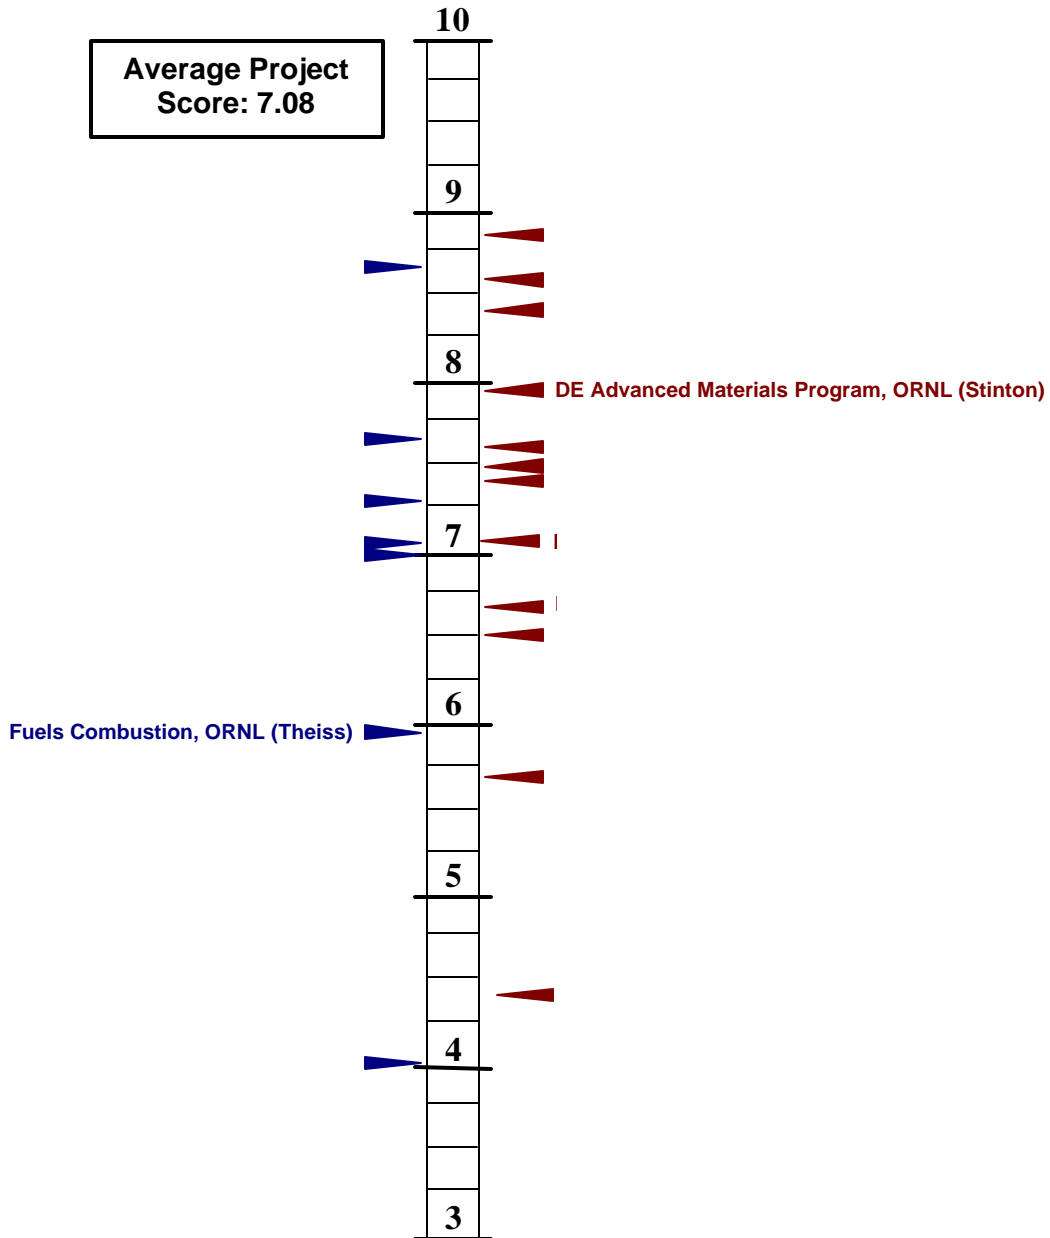 10
Average Project
Score: 7.08
9
8
DE Advanced Materials Program, ORNL (Stinton)
7
6
Fuels Combustion, ORNL (Theiss)
5
4
3